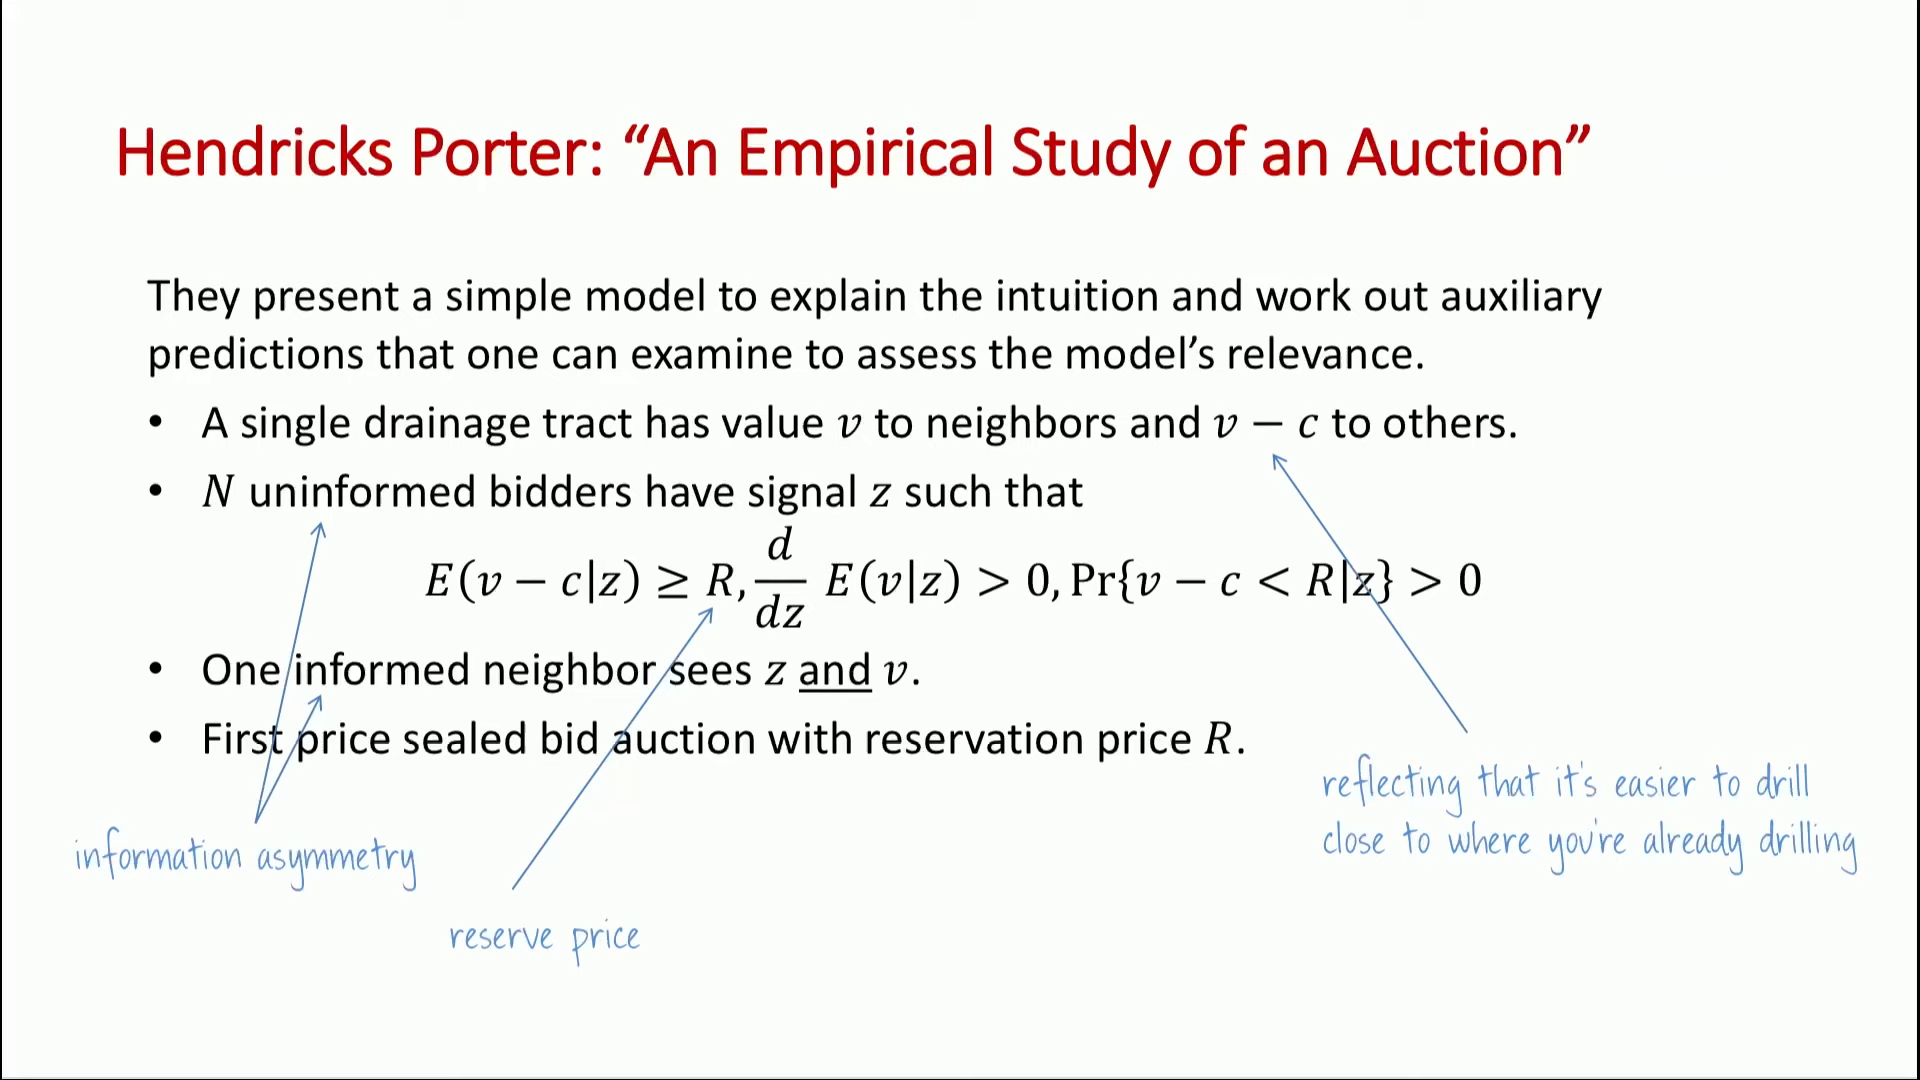 Hendricks Porter: “An Empirical Study of an Auction”
They present a simple model to explain the intuition and work out auxiliary
predictions that one can examine to assess the model’s relevance.
• A single drainage tract has value 𝑣 to neighbors and 𝑣 − 𝑐 to others.
• 𝑁 uninformed bidders have signal 𝑧 such that
𝐸(𝑣 − 𝑐|𝑧) ≥ 𝑅, 𝑑/𝑑𝑧 𝐸(𝑣|𝑧) > 0, Pr{𝑣 − 𝑐 < 𝑅|𝑧} > 0
• One informed neighbor sees 𝑧 and 𝑣.
• First price sealed bid auction with reservation price 𝑅.
reflecting that it's easier to drill
close to where you're already drilling
information asymmetry
reserve price